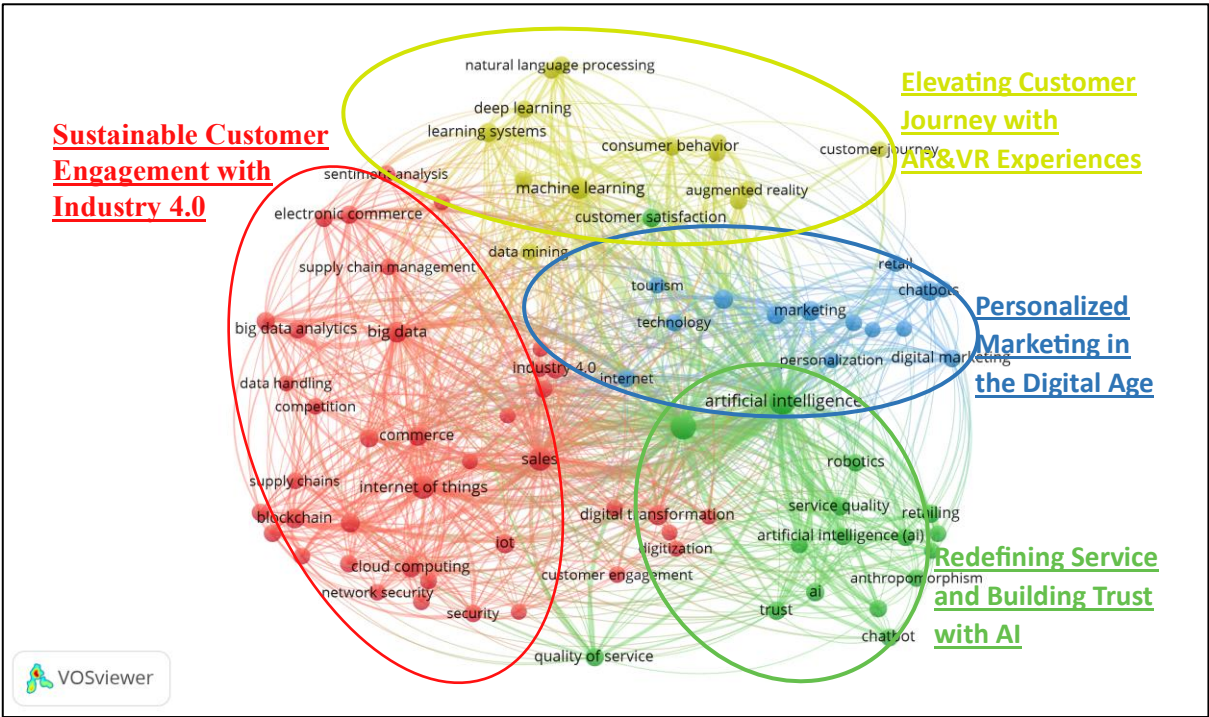 natural language processing
deep learning
learning systems
consumer behavior
customer journey
machine learning
augmented reality
customer satisfaction
data mining
Elevating Customer
Journey with
AR&VR Experiences
Sustainable Customer
Engagement with
Industry 4.0
sentiment analysis
electronic commerce
supply chain management
big data analytics
big data
data handling
competition
industry 4.0
commerce
sales
supply chains
internet of things
blockchain
iot
cloud computing
network security
security
digital transformation
digitization
customer engagement
retail
tourism
chatbots
technology
marketing
personalization
digital marketing
internet
Personalized
Marketing in
the Digital Age
artificial intelligence
robotics
service quality
retailing
artificial intelligence (ai)
anthropomorphism
ai
trust
chatbot
quality of service
Redefining Service
and Building Trust
with AI
VOSviewer